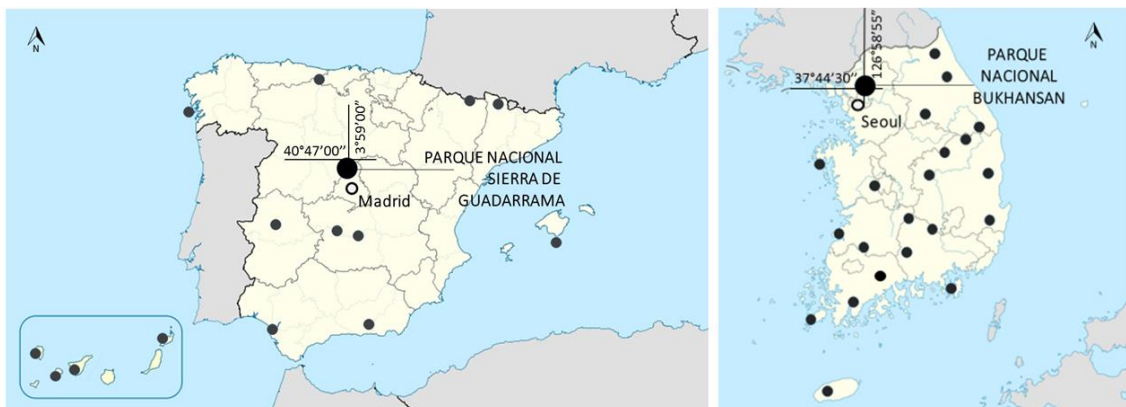 N
40°47'00''
3°59'00''
PARQUE NACIONAL
SIERRA DE
GUADARRAMA
Madrid
N
37°44'30''
126°58'55''
PARQUE
NACIONAL
BUKHANSAN
Seoul